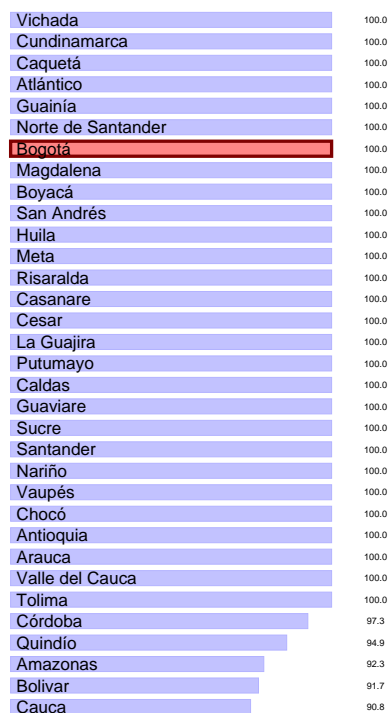 Vichada 100.0
Cundinamarca 100.0
Caquetá 100.0
Atlántico 100.0
Guainía 100.0
Norte de Santander 100.0
Bogotá 100.0
Magdalena 100.0
Boyacá 100.0
San Andrés 100.0
Huila 100.0
Meta 100.0
Risaralda 100.0
Casanare 100.0
Cesar 100.0
La Guajira 100.0
Putumayo 100.0
Caldas 100.0
Guaviare 100.0
Sucre 100.0
Santander 100.0
Nariño 100.0
Vaupés 100.0
Chocó 100.0
Antioquia 100.0
Arauca 100.0
Valle del Cauca 100.0
Tolima 100.0
Córdoba 97.3
Quindío 94.9
Amazonas 92.3
Bolivar 91.7
Cauca 90.8